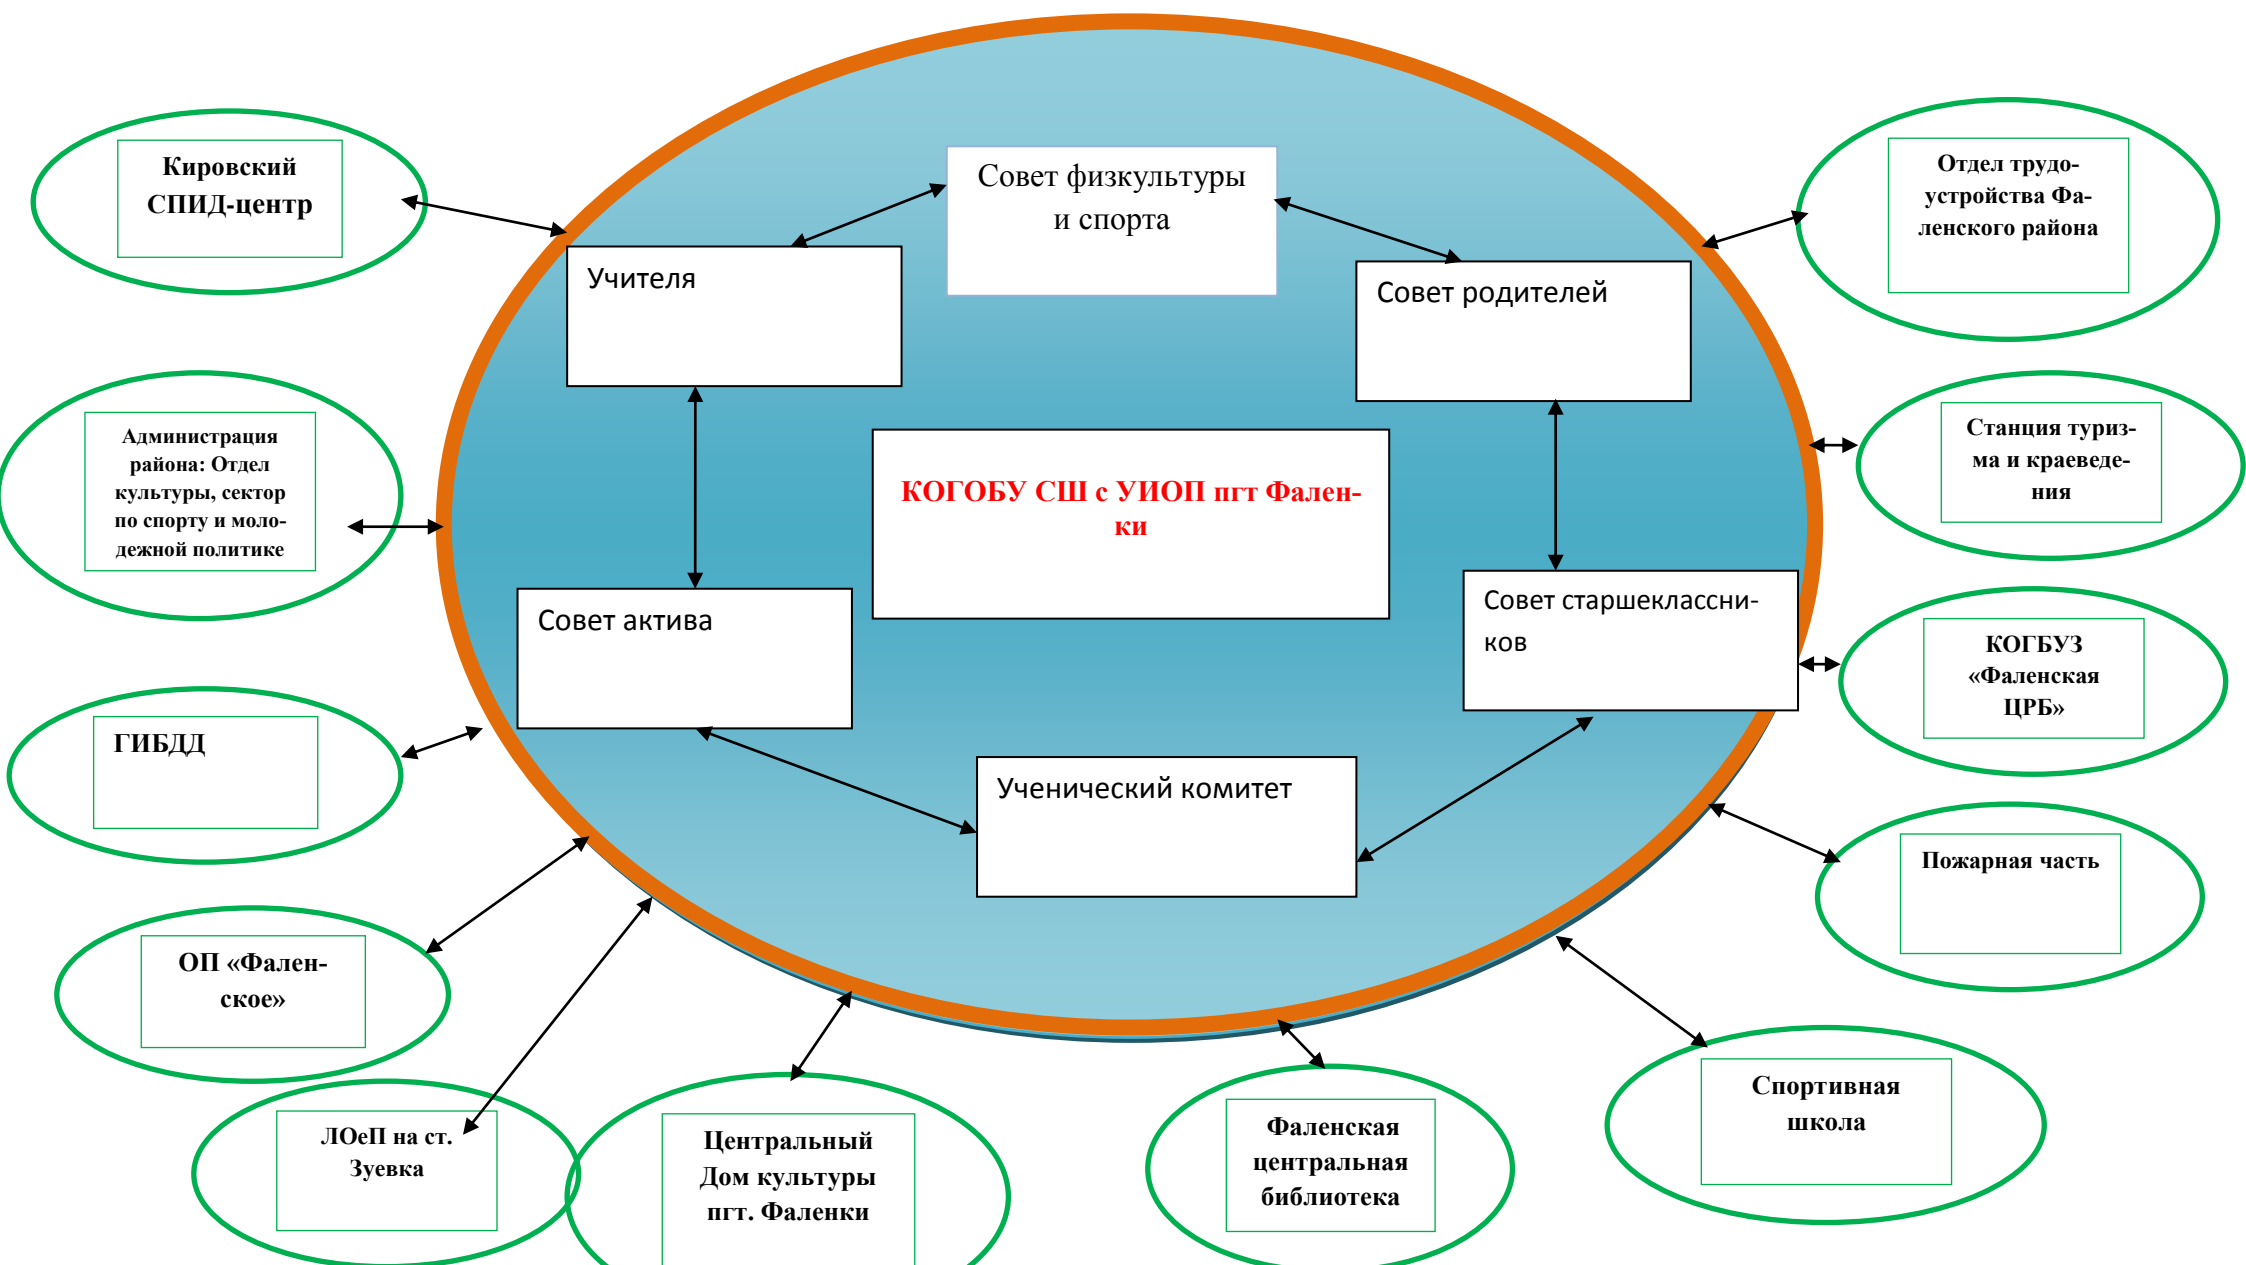 Кировский
СПИД-центр
Совет физкультуры
и спорта
Отдел трудо-
устройства Фа-
ленского района
Учителя
Совет родителей
Администрация
района: Отдел
культуры, сектор
по спорту и моло-
дежной политике
КОГОБУ СШ с УИОП пгт Фален-
ки
Станция туриз-
ма и краеведе-
ния
Совет актива
Совет старшеклассни-
ков
КОГБУЗ
«Фаленская
ЦРБ»
ГИБДД
Ученический комитет
Пожарная часть
ОП «Фален-
ское»
ЛОеП на ст.
Зуевка
Центральный
Дом культуры
пгт. Фаленки
Фаленская
центральная
библиотека
Спортивная
школа